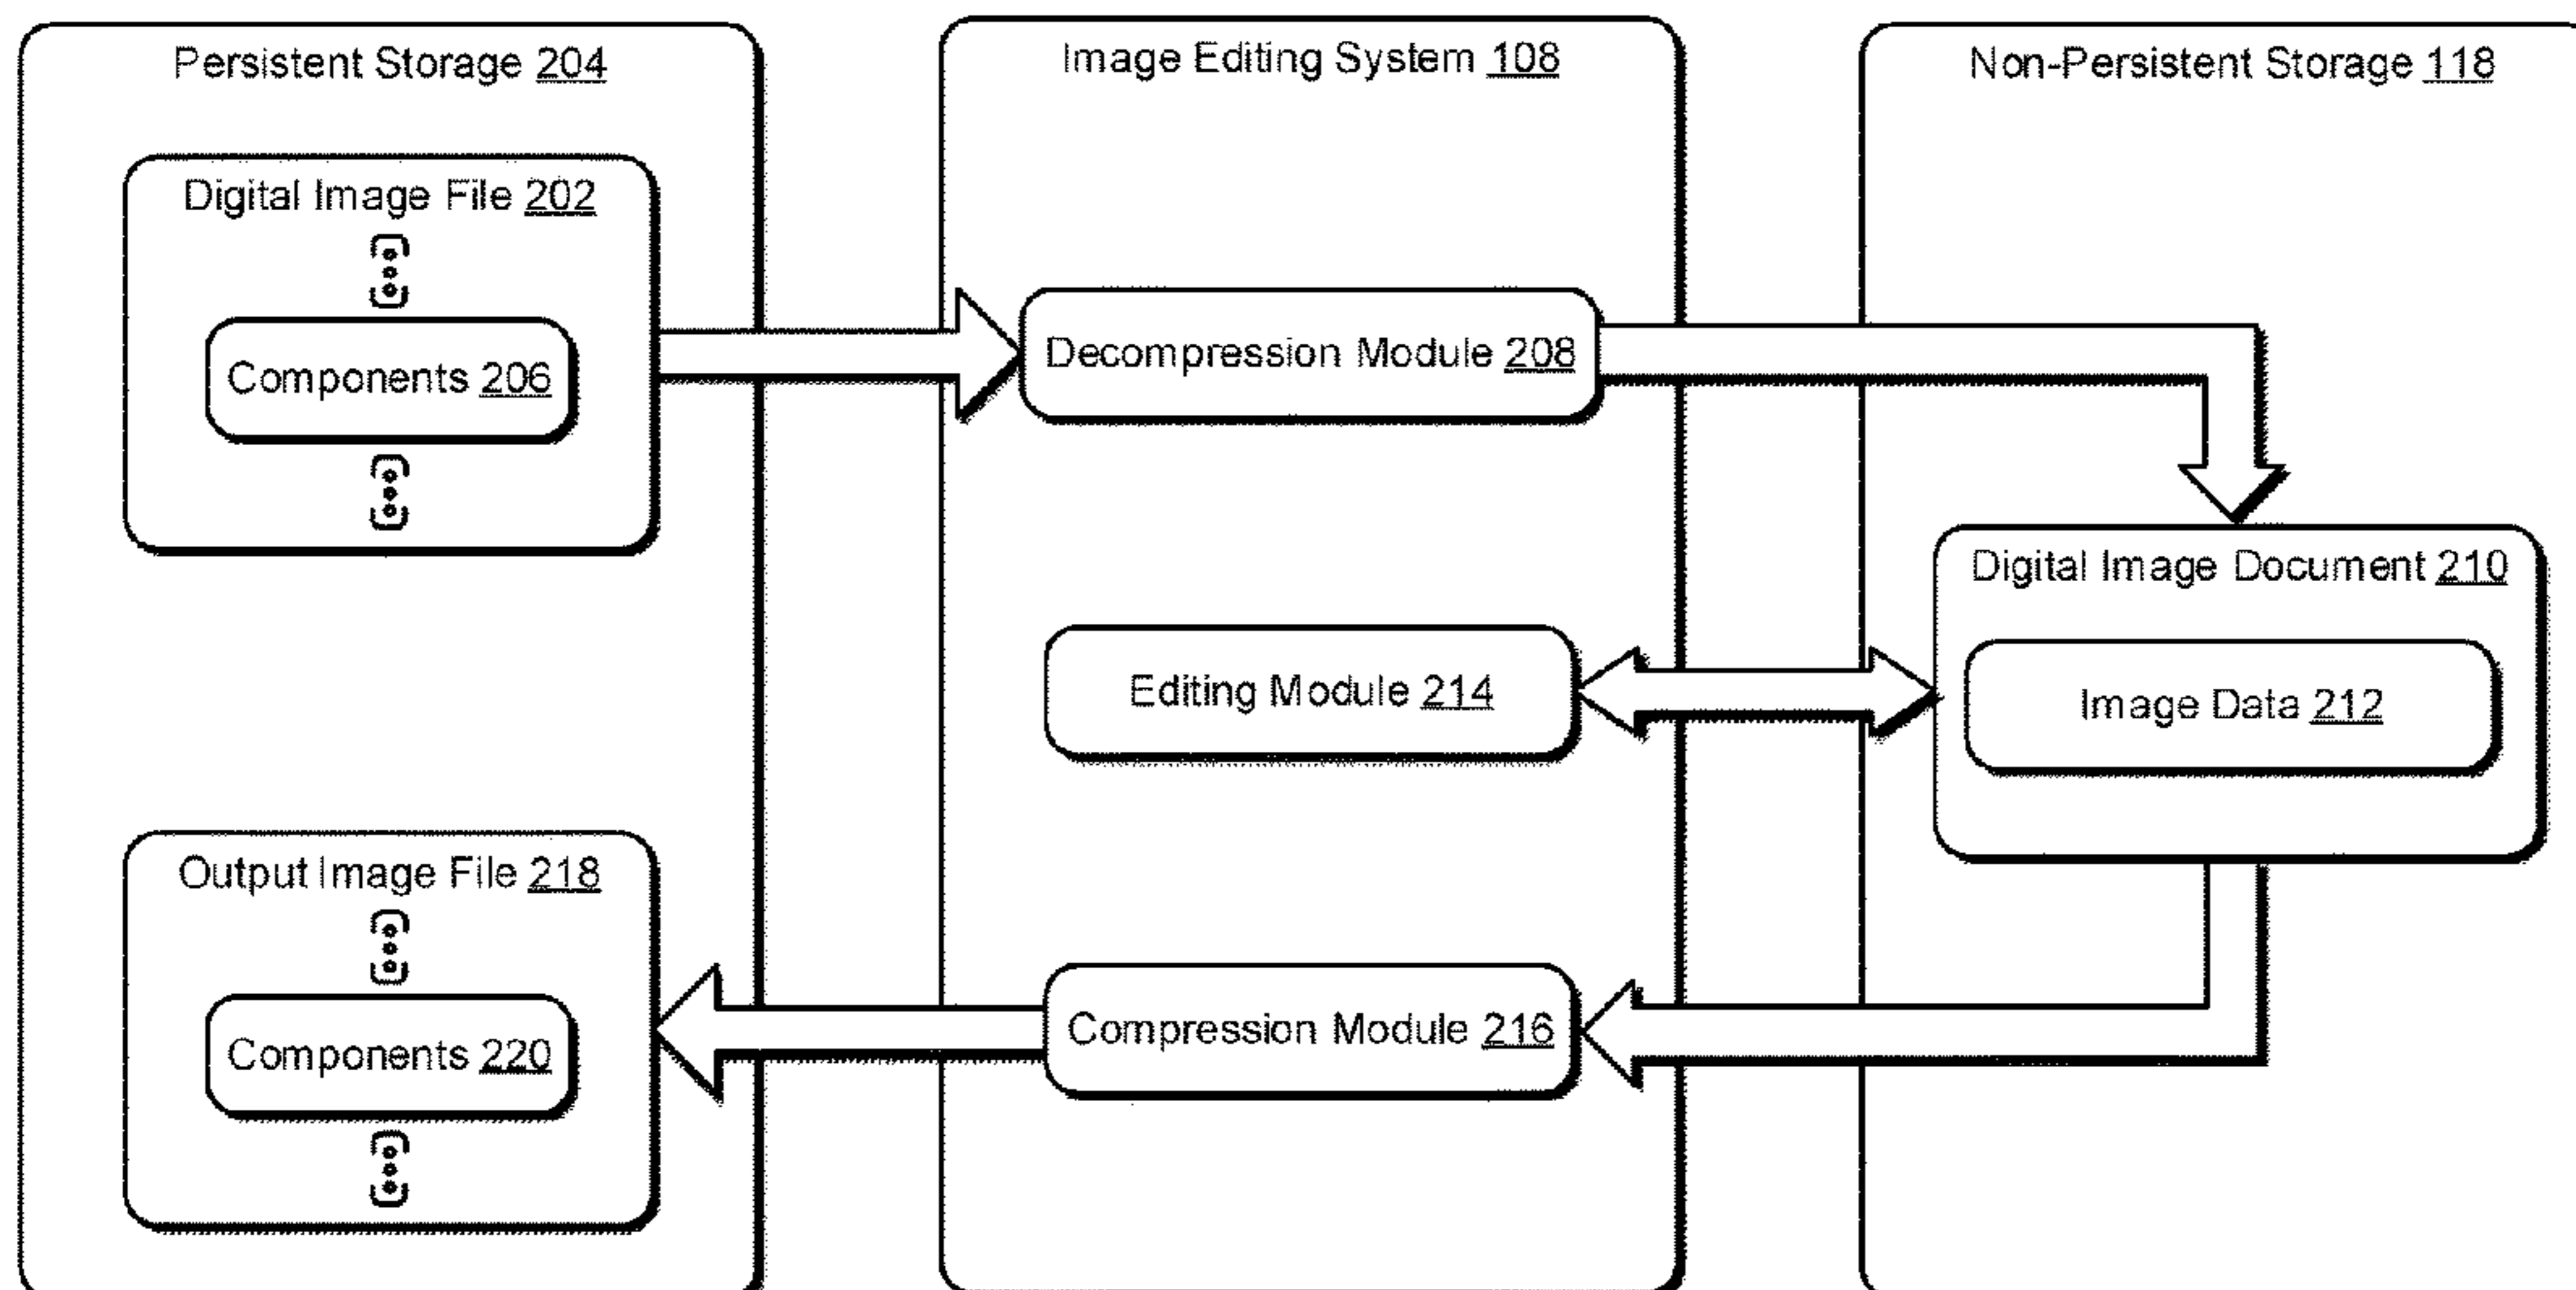 Persistent Storage 204
Digital Image File 202
Components 206
Output Image File 218
Components 220
Image Editing System 108
Decompression Module 208
Editing Module 214
Compression Module 216
Non-Persistent Storage 118
Digital Image Document 210
Image Data 212